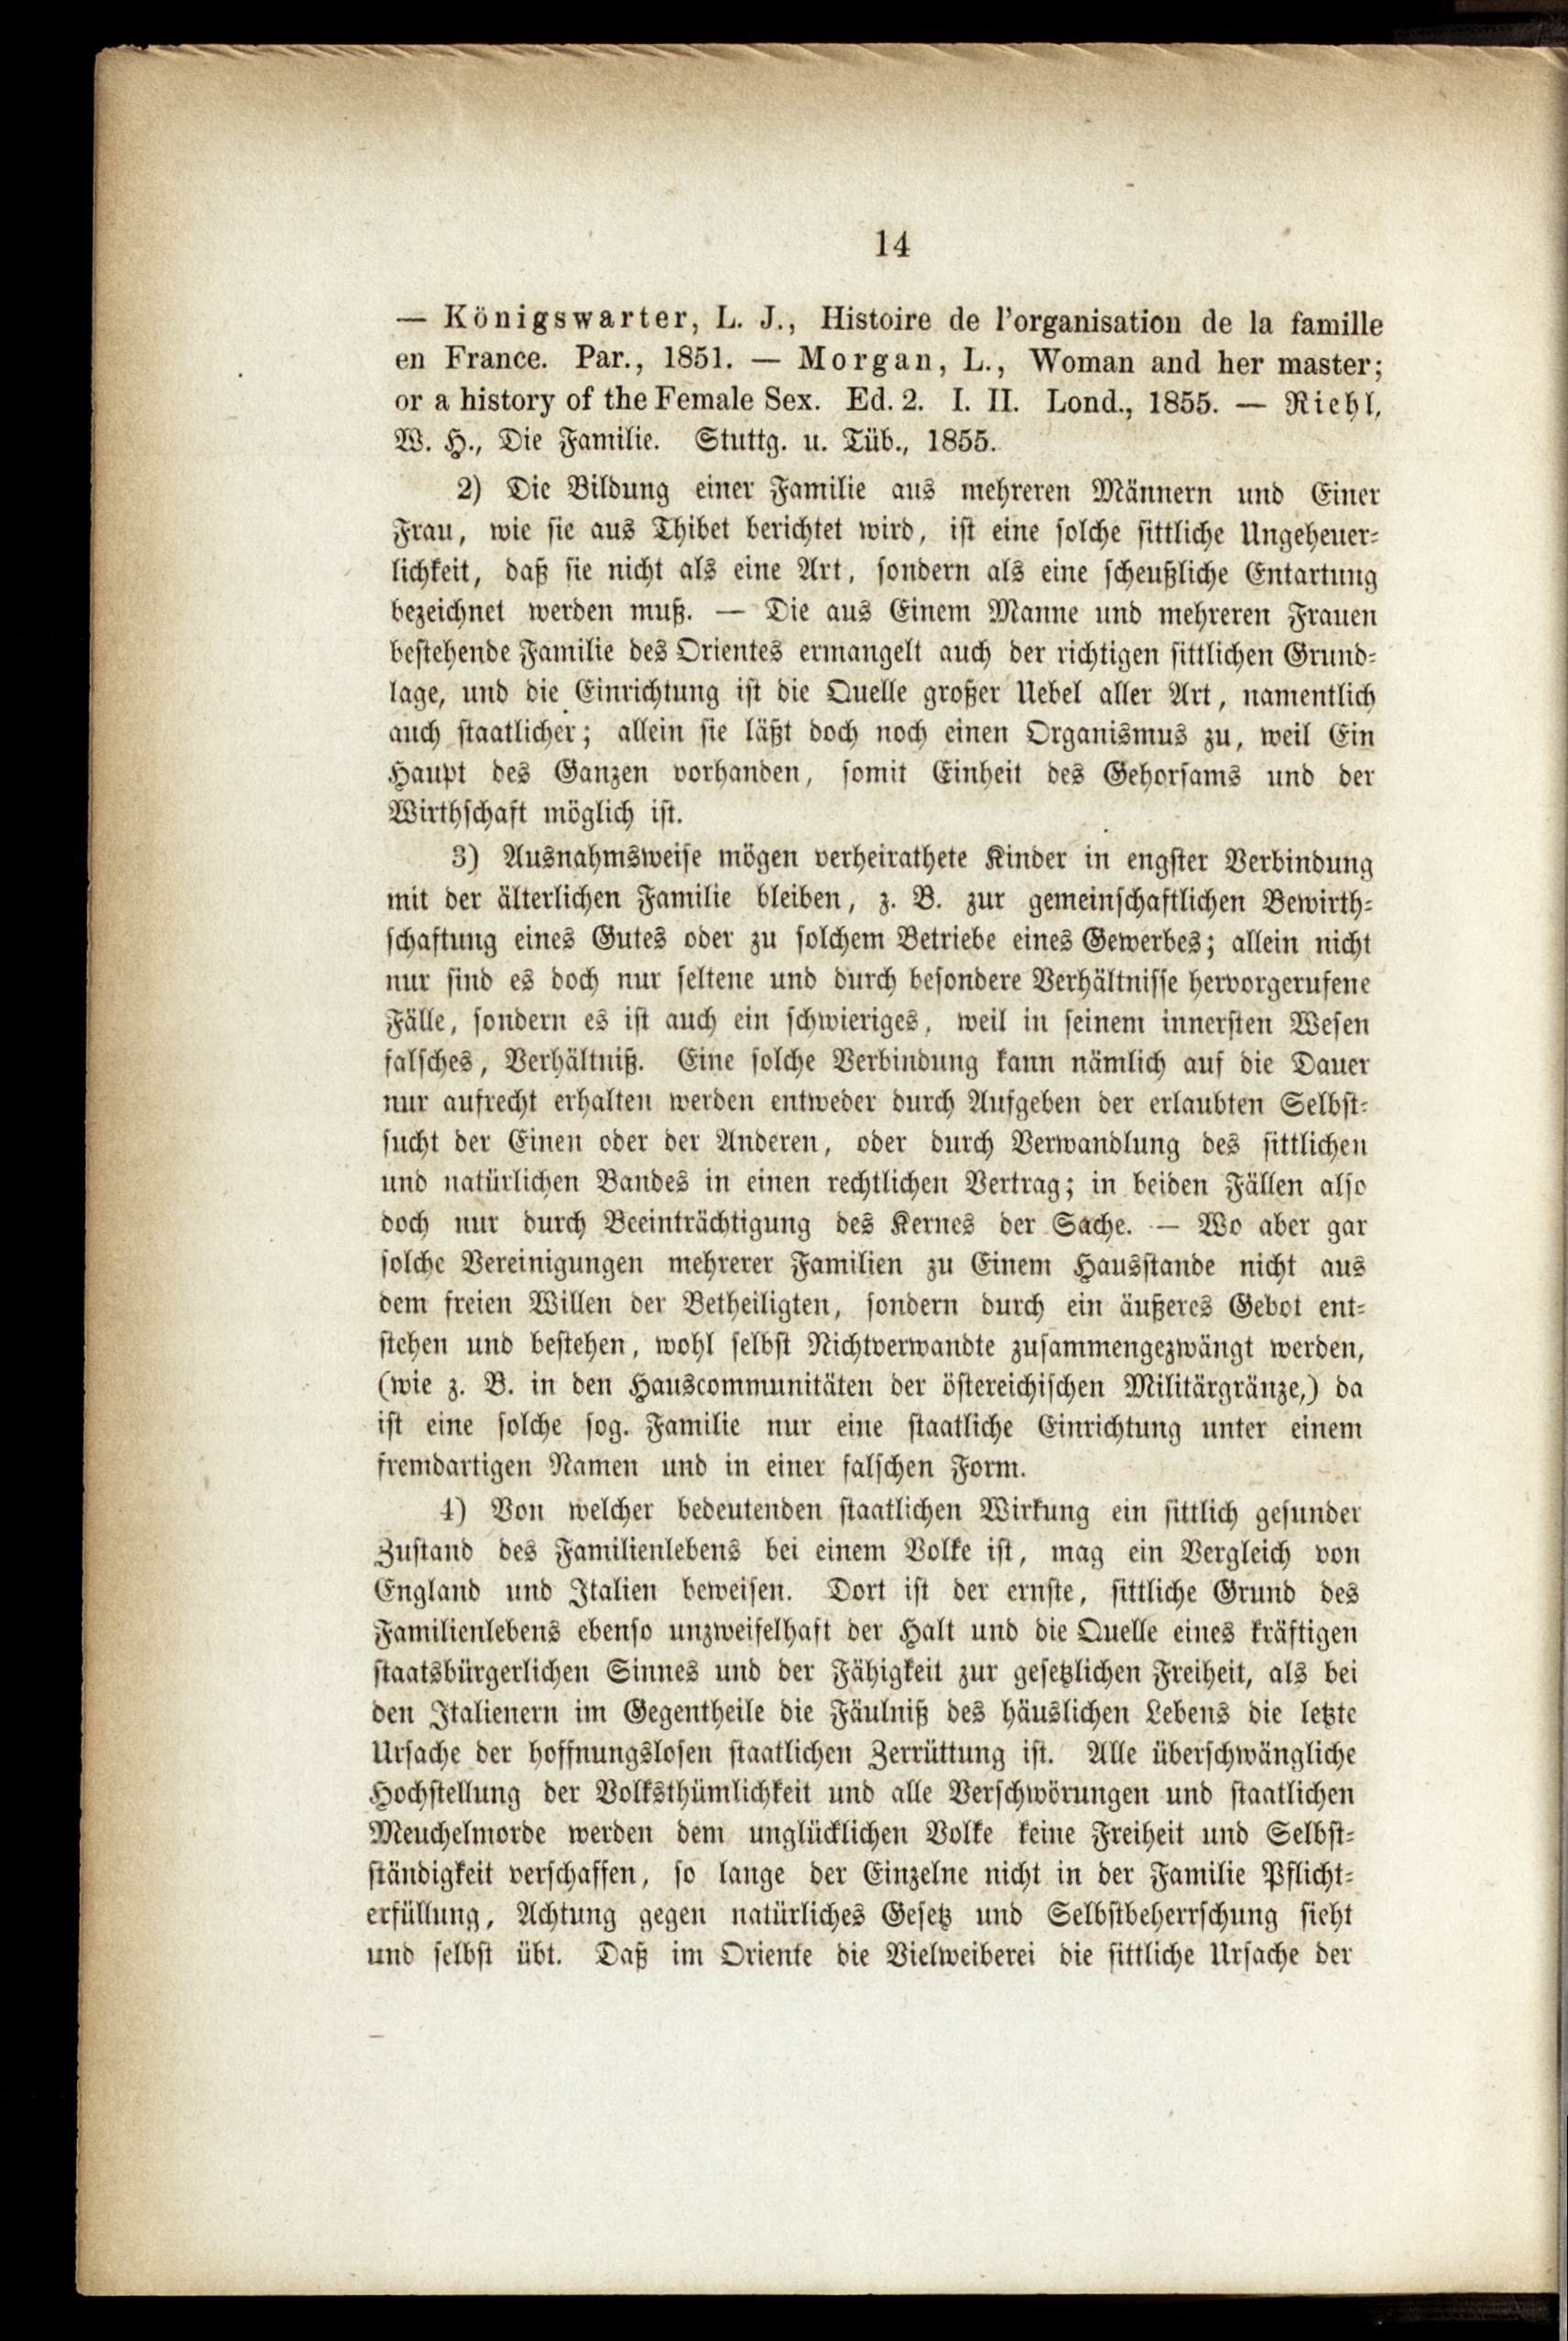 14
— Königswarter, L. J., Histoire de l'organisation de la famille
en France. Par., 1851. — Morgan, L., Woman and her master;
or a history of the Female Sex. Ed. 2. I. II. Lond., 1855. — Riehl,
W. H., Die Familie. Stuttg. u. Tüb., 1855.
2) Die Bildung einer Familie aus mehreren Männern und Einer
Frau, wie sie aus Thibet berichtet wird, ist eine solche sittliche Ungeheuer-
lichkeit, daß sie nicht als eine Art, sondern als eine scheußliche Entartung
bezeichnet werden muß. — Die aus Einem Manne und mehreren Frauen
bestehende Familie des Orientes ermangelt auch der richtigen sittlichen Grund-
lage, und die Einrichtung ist die Quelle großer Uebel aller Art, namentlich
auch staatlicher; allein sie läßt doch noch einen Organismus zu, weil Ein
Haupt des Ganzen vorhanden, somit Einheit des Gehorsams und der
Wirthschaft möglich ist.
3) Ausnahmsweise mögen verheirathete Kinder in engster Verbindung
mit der älterlichen Familie bleiben, z. B. zur gemeinschaftlichen Bewirth-
schaftung eines Gutes oder zu solchem Betriebe eines Gewerbes; allein nicht
nur sind es doch nur seltene und durch besondere Verhältnisse hervorgerufene
Fälle, sondern es ist auch ein schwieriges, weil in seinem innersten Wesen
falsches, Verhältniß. Eine solche Verbindung kann nämlich auf die Dauer
nur aufrecht erhalten werden entweder durch Aufgeben der erlaubten Selbst-
sucht der Einen oder der Anderen, oder durch Verwandlung des sittlichen
und natürlichen Bandes in einen rechtlichen Vertrag; in beiden Fällen also
doch nur durch Beeinträchtigung des Kernes der Sache. — Wo aber gar
solche Vereinigungen mehrerer Familien zu Einem Hausstande nicht aus
dem freien Willen der Betheiligten, sondern durch ein äußeres Gebot ent-
stehen und bestehen, wohl selbst Nichtverwandte zusammengezwängt werden,
(wie z. B. in den Hauscommunitäten der östereichischen Militärgränze,) da
ist eine solche sog. Familie nur eine staatliche Einrichtung unter einem
fremdartigen Namen und in einer falschen Form.
4) Von welcher bedeutenden staatlichen Wirkung ein sittlich gesunder
Zustand des Familienlebens bei einem Volke ist, mag ein Vergleich von
England und Italien beweisen. Dort ist der ernste, sittliche Grund des
Familienlebens ebenso unzweifelhaft der Halt und die Quelle eines kräftigen
staatsbürgerlichen Sinnes und der Fähigkeit zur gesetzlichen Freiheit, als bei
den Italienern im Gegentheile die Fäulniß des häuslichen Lebens die letzte
Ursache der hoffnungslosen staatlichen Zerrüttung ist. Alle überschwängliche
Hochstellung der Volksthümlichkeit und alle Verschwörungen und staatlichen
Meuchelmorde werden dem unglücklichen Volke keine Freiheit und Selbst-
ständigkeit verschaffen, so lange der Einzelne nicht in der Familie Pflicht-
erfüllung, Achtung gegen natürliches Gesetz und Selbstbeherrschung sieht
und selbst übt. Daß im Oriente die Vielweiberei die sittliche Ursache der